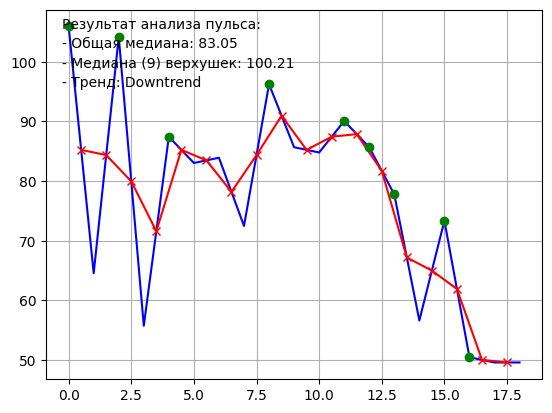 Результат анализа пульса:
- Общая медиана: 83.05
- Медиана (9) верхушек: 100.21
- Тренд: Downtrend
100
90
80
70
60
50
0.0 2.5 5.0 7.5 10.0 12.5 15.0 17.5